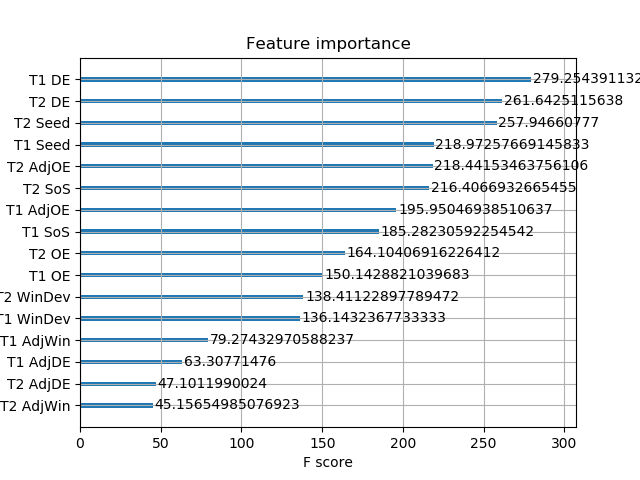 Feature importance
T1 DE 279.254391132
T2 DE 261.6425115638
T2 Seed 257.94660777
T1 Seed 218.97257669145833
T2 AdjOE 218.44153463756106
T2 SoS 216.4066932665455
T1 AdjOE 195.95046938510637
T1 SoS 185.28230592254542
T2 OE 164.10406916226412
T1 OE 150.1428821039683
T2 WinDev 138.41122897789472
T1 WinDev 136.1432367733333
T1 AdjWin 79.27432970588237
T1 AdjDE 63.30771476
T2 AdjDE 47.1011990024
T2 AdjWin 45.15654985076923
0 50 100 150 200 250 300
F score